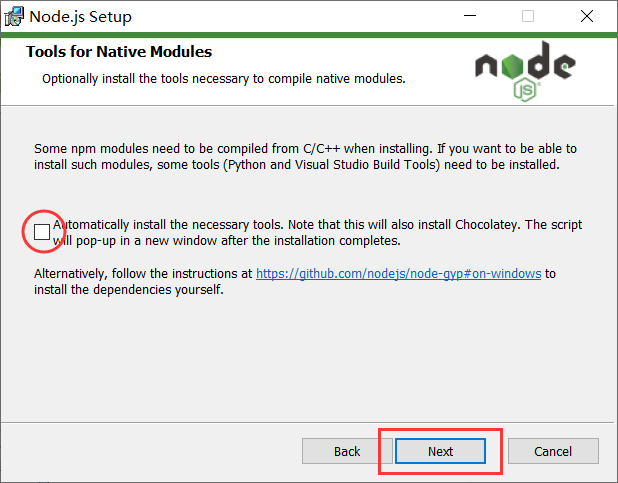 Node.js Setup
Tools for Native Modules
Optionally install the tools necessary to compile native modules.
node
JS
Some npm modules need to be compiled from C/C++ when installing. If you want to be able to
install such modules, some tools (Python and Visual Studio Build Tools) need to be installed.
Automatically install the necessary tools. Note that this will also install Chocolatey. The script
will pop-up in a new window after the installation completes.
Alternatively, follow the instructions at https://github.com/nodejs/node-gyp#on-windows to
install the dependencies yourself.
Back Next Cancel